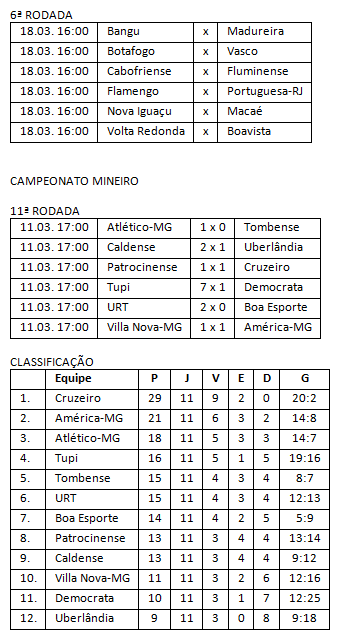 6ª RODADA
18.03. 16:00 Bangu x Madureira
18.03. 16:00 Botafogo x Vasco
18.03. 16:00 Cabofriense x Fluminense
18.03. 16:00 Flamengo x Portuguesa-RJ
18.03. 16:00 Nova Iguaçu x Macaé
18.03. 16:00 Volta Redonda x Boavista
CAMPEONATO MINEIRO
11ª RODADA
11.03. 17:00 Atlético-MG 1 x 0 Tombense
11.03. 17:00 Caldense 2 x 1 Uberlândia
11.03. 17:00 Patrocinense 1 x 1 Cruzeiro
11.03. 17:00 Tupi 7 x 1 Democrata
11.03. 17:00 URT 2 x 0 Boa Esporte
11.03. 17:00 Villa Nova-MG 1 x 1 América-MG
CLASSIFICAÇÃO
Equipe P J V E D G
1. Cruzeiro 29 11 9 2 0 20:2
2. América-MG 21 11 6 3 2 14:8
3. Atlético-MG 18 11 5 3 3 14:7
4. Tupi 16 11 5 1 5 19:16
5. Tombense 15 11 4 3 4 8:7
6. URT 15 11 4 3 4 12:13
7. Boa Esporte 14 11 4 2 5 5:9
8. Patrocinense 13 11 3 4 4 13:14
9. Caldense 13 11 3 4 4 9:12
10. Villa Nova-MG 11 11 3 2 6 12:16
11. Democrata 10 11 3 1 7 12:25
12. Uberlândia 9 11 3 0 8 9:18